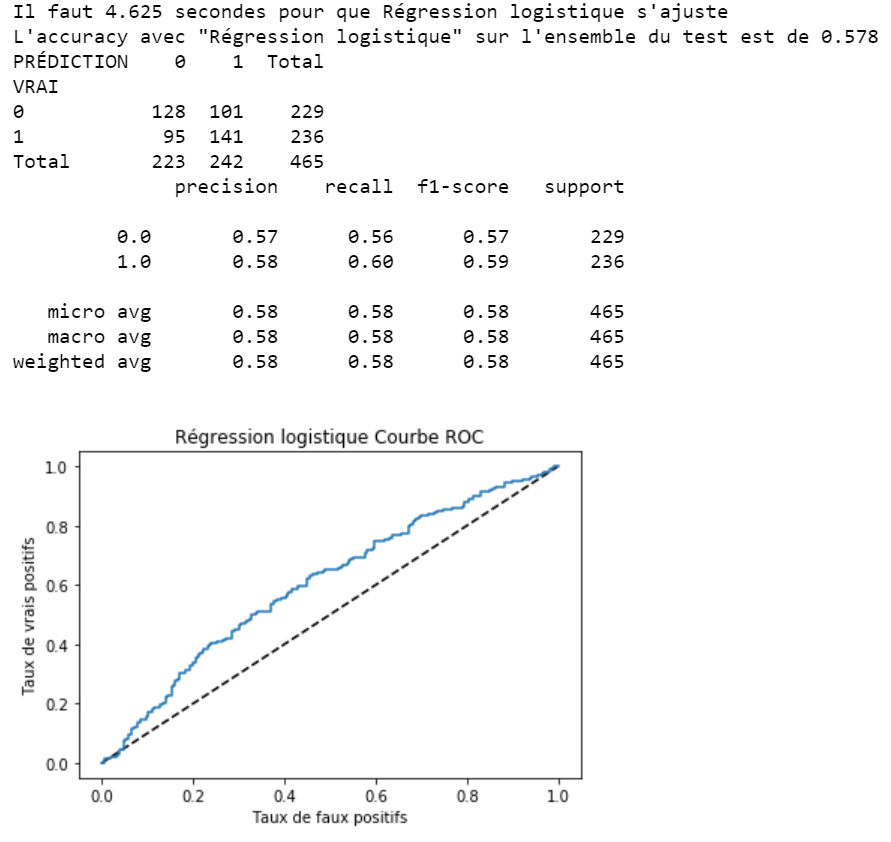 Il faut 4.625 secondes pour que Régression logistique s'ajuste
L'accuracy avec "Régression logistique" sur l'ensemble du test est de 0.578
PRÉDICTION 0 1 Total
VRAI
0 128 101 229
1 95 141 236
Total 223 242 465
precision recall f1-score support
0.0 0.57 0.56 0.57 229
1.0 0.58 0.60 0.59 236
micro avg 0.58 0.58 0.58 465
macro avg 0.58 0.58 0.58 465
weighted avg 0.58 0.58 0.58 465
Régression logistique Courbe ROC
Taux de vrais positifs
1.0
0.8
0.6
0.4
0.2
0.0
0.0 0.2 0.4 0.6 0.8 1.0
Taux de faux positifs